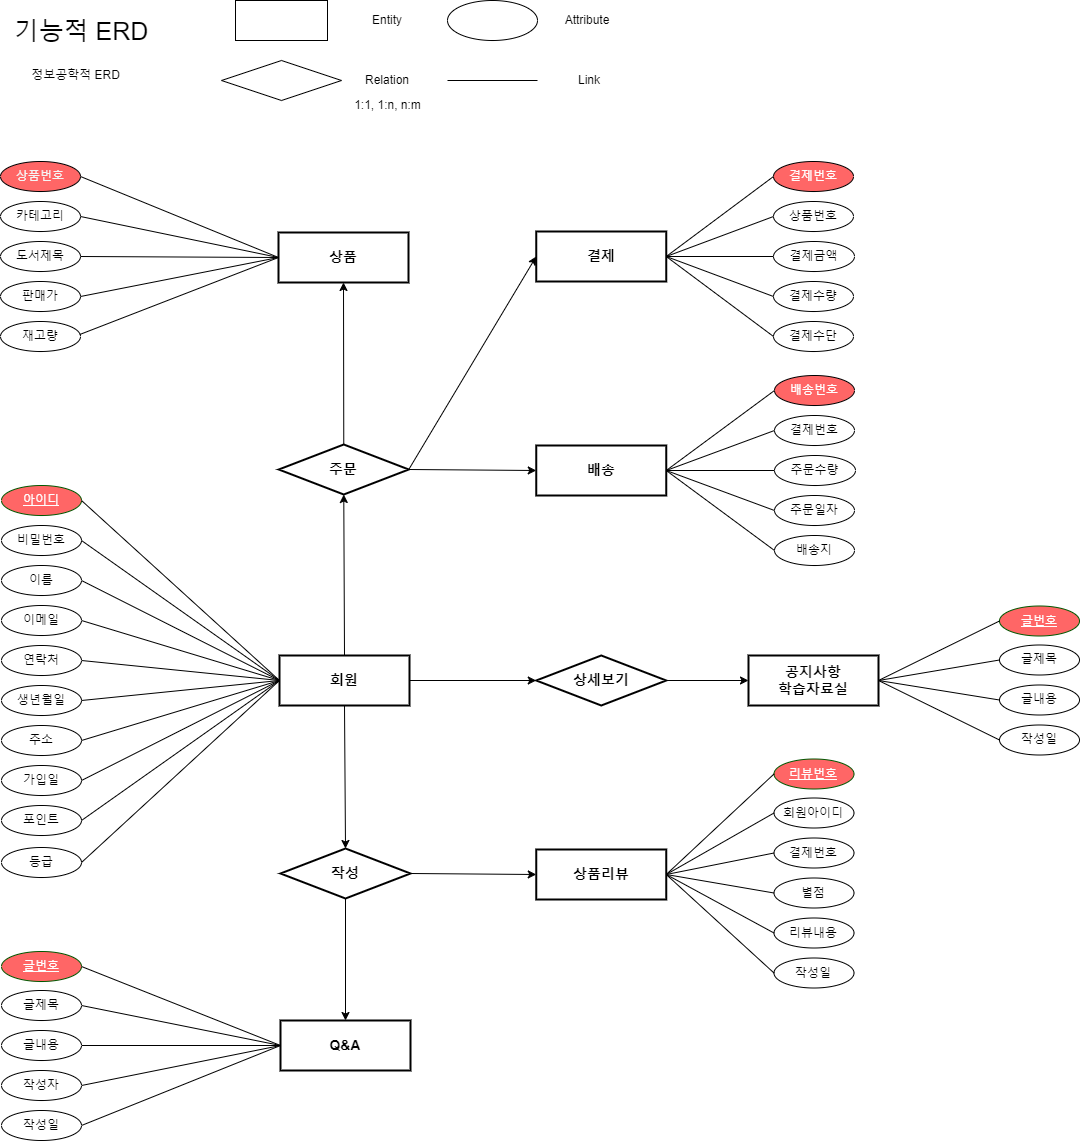 기능적 ERD
정보공학적 ERD
Entity
Attribute
Relation
1:1, 1:n, n:m
Link
상품번호
카테고리
도서제목
판매가
재고량
상품
결제
결제번호
상품번호
결제금액
결제수량
결제수단
주문
배송
배송번호
결제번호
주문수량
주문일자
배송지
아이디
비밀번호
이름
이메일
연락처
생년월일
주소
가입일
포인트
등급
회원
상세보기
공지사항
학습자료실
글번호
글제목
글내용
작성일
작성
상품리뷰
리뷰번호
회원아이디
결제번호
별점
리뷰내용
작성일
글번호
글제목
글내용
작성자
작성일
Q&A